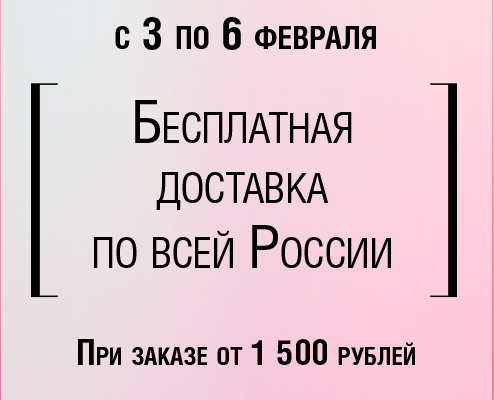 с 3 по 6 февраля
Бесплатная
доставка
по всей России
При заказе от 1 500 рублей